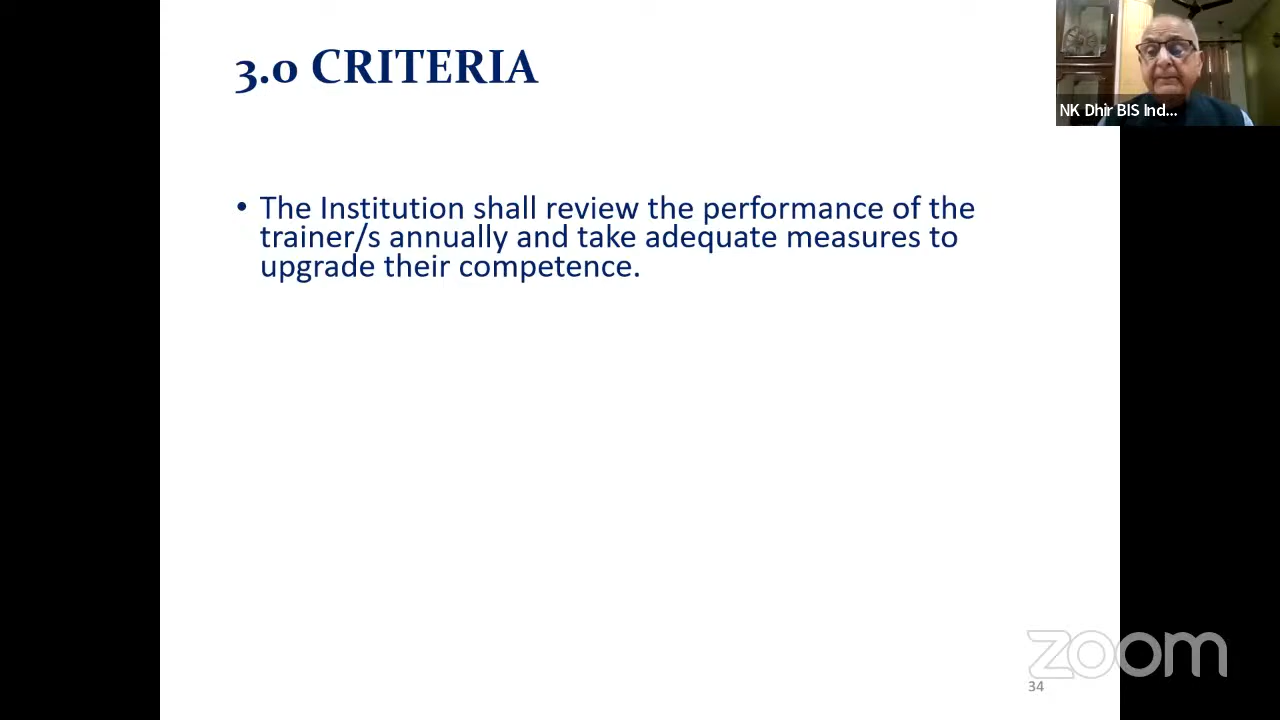 3.0 CRITERIA
NK Dhir BIS Ind...
• The Institution shall review the performance of the
trainer/s annually and take adequate measures to
upgrade their competence.
zoom
34